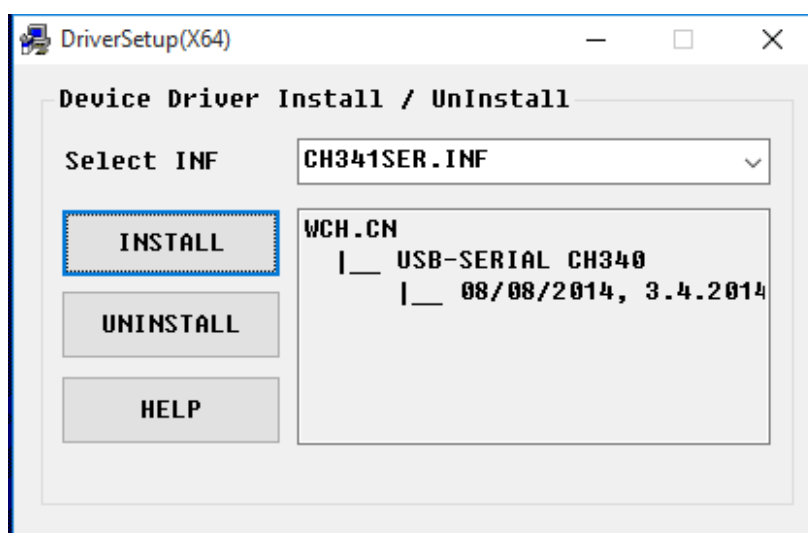 DriverSetup(X64)
Device Driver Install / UnInstall
Select INF
CH341SER.INF
INSTALL
WCH.CN
|__ USB-SERIAL CH340
|__ 08/08/2014, 3.4.2014
UNINSTALL
HELP